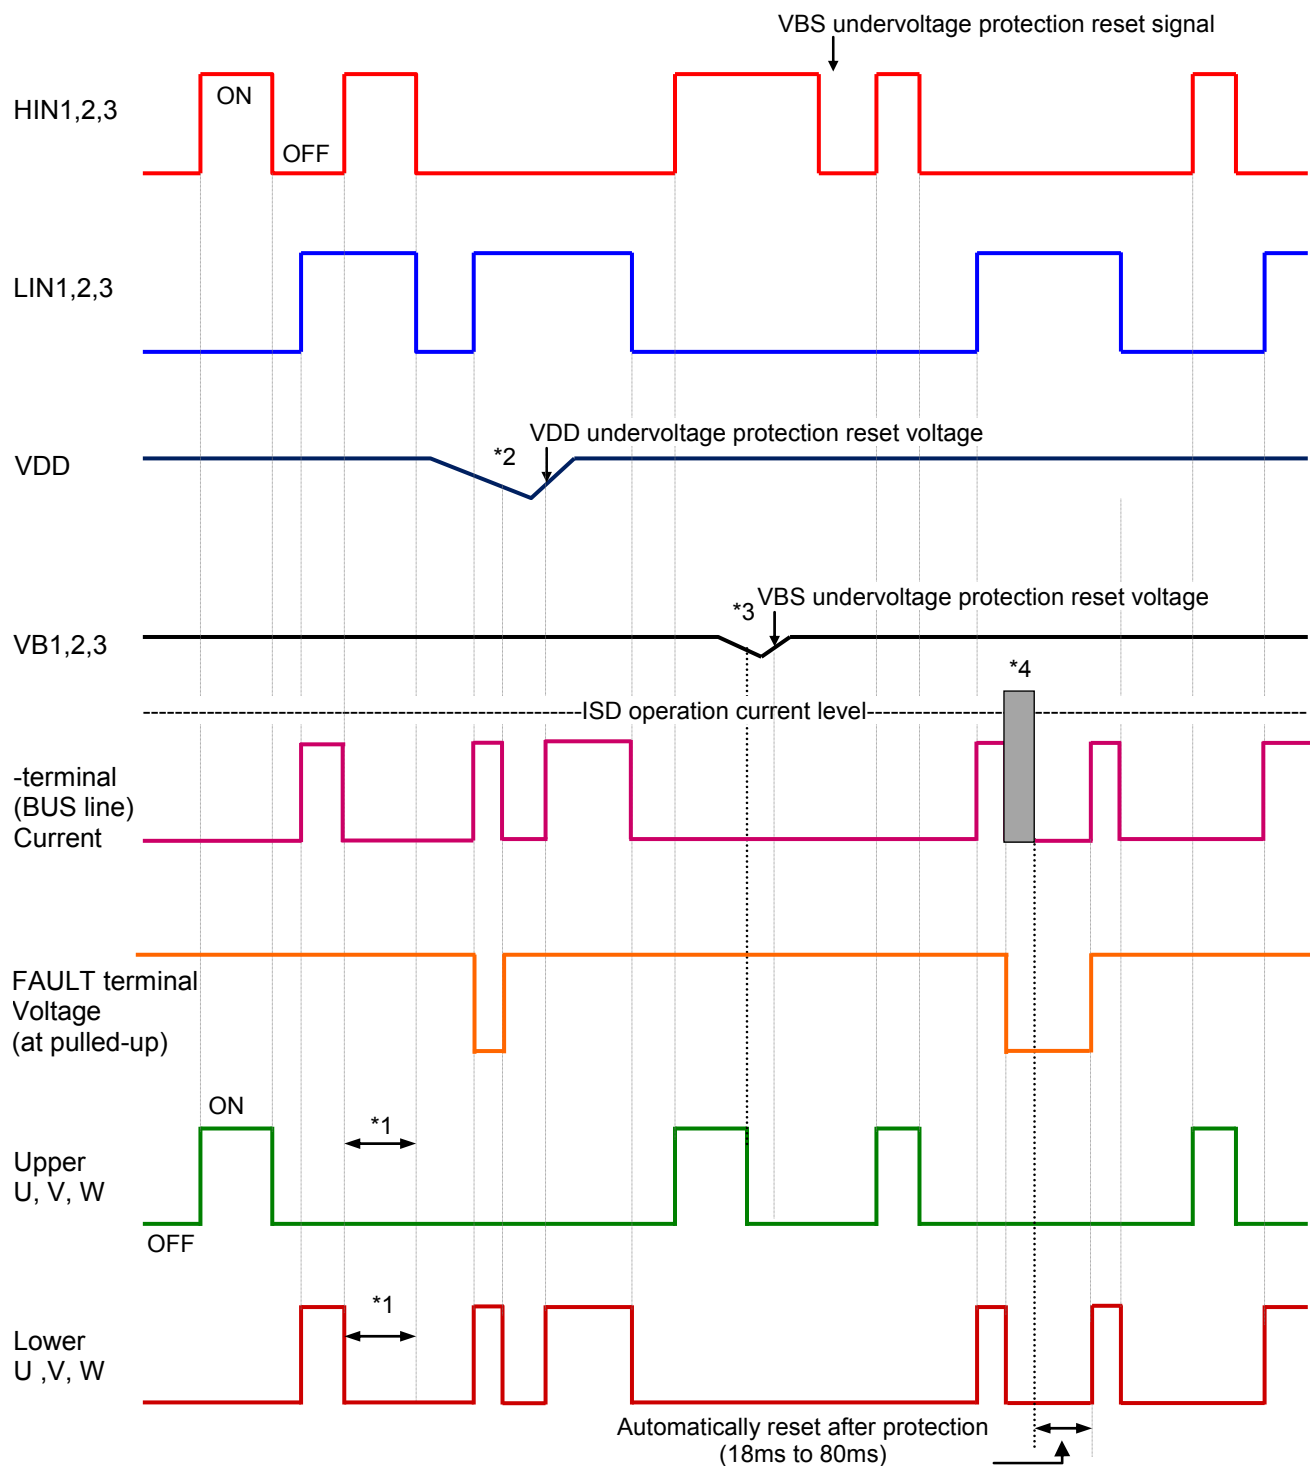 VBS undervoltage protection reset signal
HIN1,2,3
ON
OFF
LIN1,2,3
VDD undervoltage protection reset voltage
*2
VDD
VBS undervoltage protection reset voltage
*3
VB1,2,3
*4
ISD operation current level
-terminal
(BUS line)
Current
FAULT terminal
Voltage
(at pulled-up)
ON
*1
Upper
U, V, W
OFF
*1
Lower
U ,V, W
Automatically reset after protection
(18ms to 80ms)